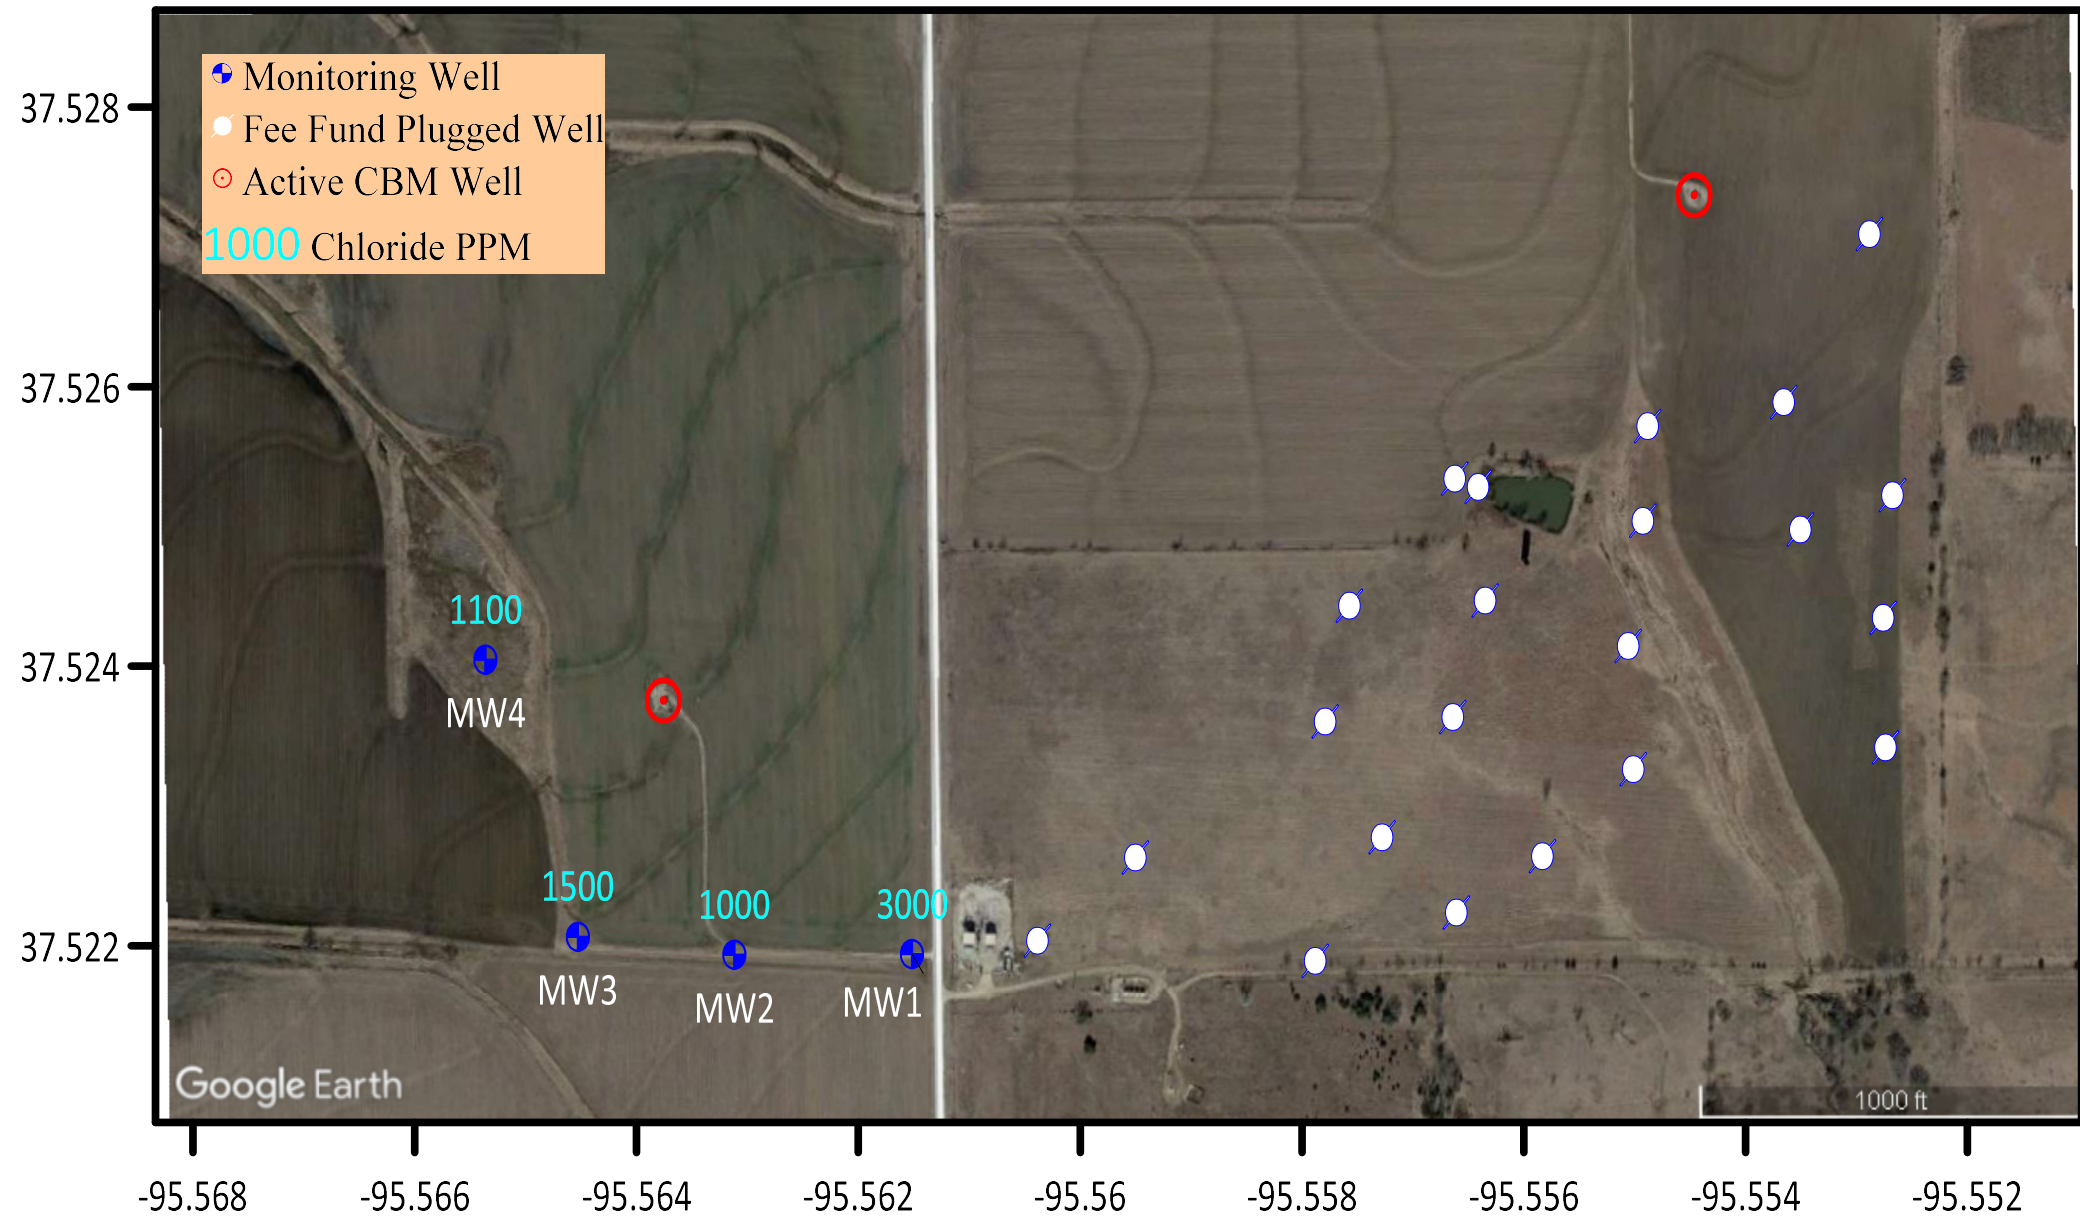 Monitoring Well
Fee Fund Plugged Well
Active CBM Well
1000 Chloride PPM
37.528
37.526
37.524
37.522
1100
MW4
1500
1000
3000
MW3
MW2
MW1
Google Earth
1000 ft
-95.568
-95.566
-95.564
-95.562
-95.56
-95.558
-95.556
-95.554
-95.552